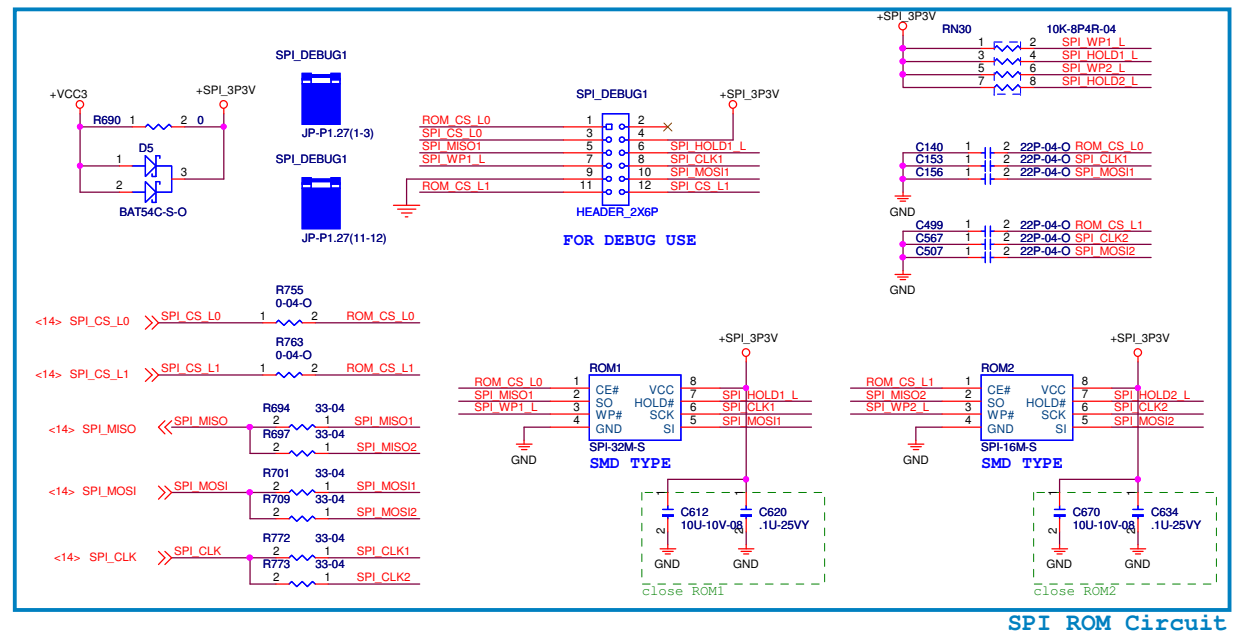 SPI_DEBUG1
JP-P1.27(1-3)
SPI_DEBUG1
JP-P1.27(11-12)
+VCC3
+SPI_3P3V
R690 1 2 0
D5
1
2
3
BAT54C-S-O
SPI_DEBUG1
+SPI_3P3V
ROM_CS_L0 1 2
SPI_CS_L0 3 4
SPI_MISO1 5 6 SPI_HOLD1_L
SPI_WP1_L 7 8 SPI_CLK1
9 10 SPI_MOSI1
ROM_CS_L1 11 12 SPI_CS_L1
HEADER_2X6P
FOR DEBUG USE
+SPI_3P3V
RN30 10K-8P4R-04
1 2 SPI_WP1_L
3 4 SPI_HOLD1_L
5 6 SPI_WP2_L
7 8 SPI_HOLD2_L
C140 1 2 22P-04-O ROM_CS_L0
C153 1 2 22P-04-O SPI_CLK1
C156 1 2 22P-04-O SPI_MOSI1
GND
C499 1 2 22P-04-O ROM_CS_L1
C567 1 2 22P-04-O SPI_CLK2
C507 1 2 22P-04-O SPI_MOSI2
GND
R755
0-04-O
<14> SPI_CS_L0 SPI_CS_L0 1 2 ROM_CS_L0
R763
0-04-O
<14> SPI_CS_L1 SPI_CS_L1 1 2 ROM_CS_L1
R694 33-04
<14> SPI_MISO SPI_MISO 2 1 SPI_MISO1
R697 33-04
2 1 SPI_MISO2
R701 33-04
<14> SPI_MOSI SPI_MOSI 2 1 SPI_MOSI1
R709 33-04
2 1 SPI_MOSI2
R772 33-04
<14> SPI_CLK SPI_CLK 2 1 SPI_CLK1
R773 33-04
2 1 SPI_CLK2
+SPI_3P3V
ROM1
ROM_CS_L0 1 CE# VCC 8
SPI_MISO1 2 SO HOLD# 7 SPI_HOLD1_L
SPI_WP1_L 3 WP# SCK 6 SPI_CLK1
4 GND SI 5 SPI_MOSI1
SPI-32M-S
GND
SMD TYPE
1 C612 1 C620
2 10U-10V-08 2 .1U-25VY
GND GND
close ROM1
+SPI_3P3V
ROM2
ROM_CS_L1 1 CE# VCC 8
SPI_MISO2 2 SO HOLD# 7 SPI_HOLD2_L
SPI_WP2_L 3 WP# SCK 6 SPI_CLK2
4 GND SI 5 SPI_MOSI2
SPI-16M-S
GND
SMD TYPE
1 C670 1 C634
2 10U-10V-08 2 .1U-25VY
GND GND
close ROM2
SPI ROM Circuit